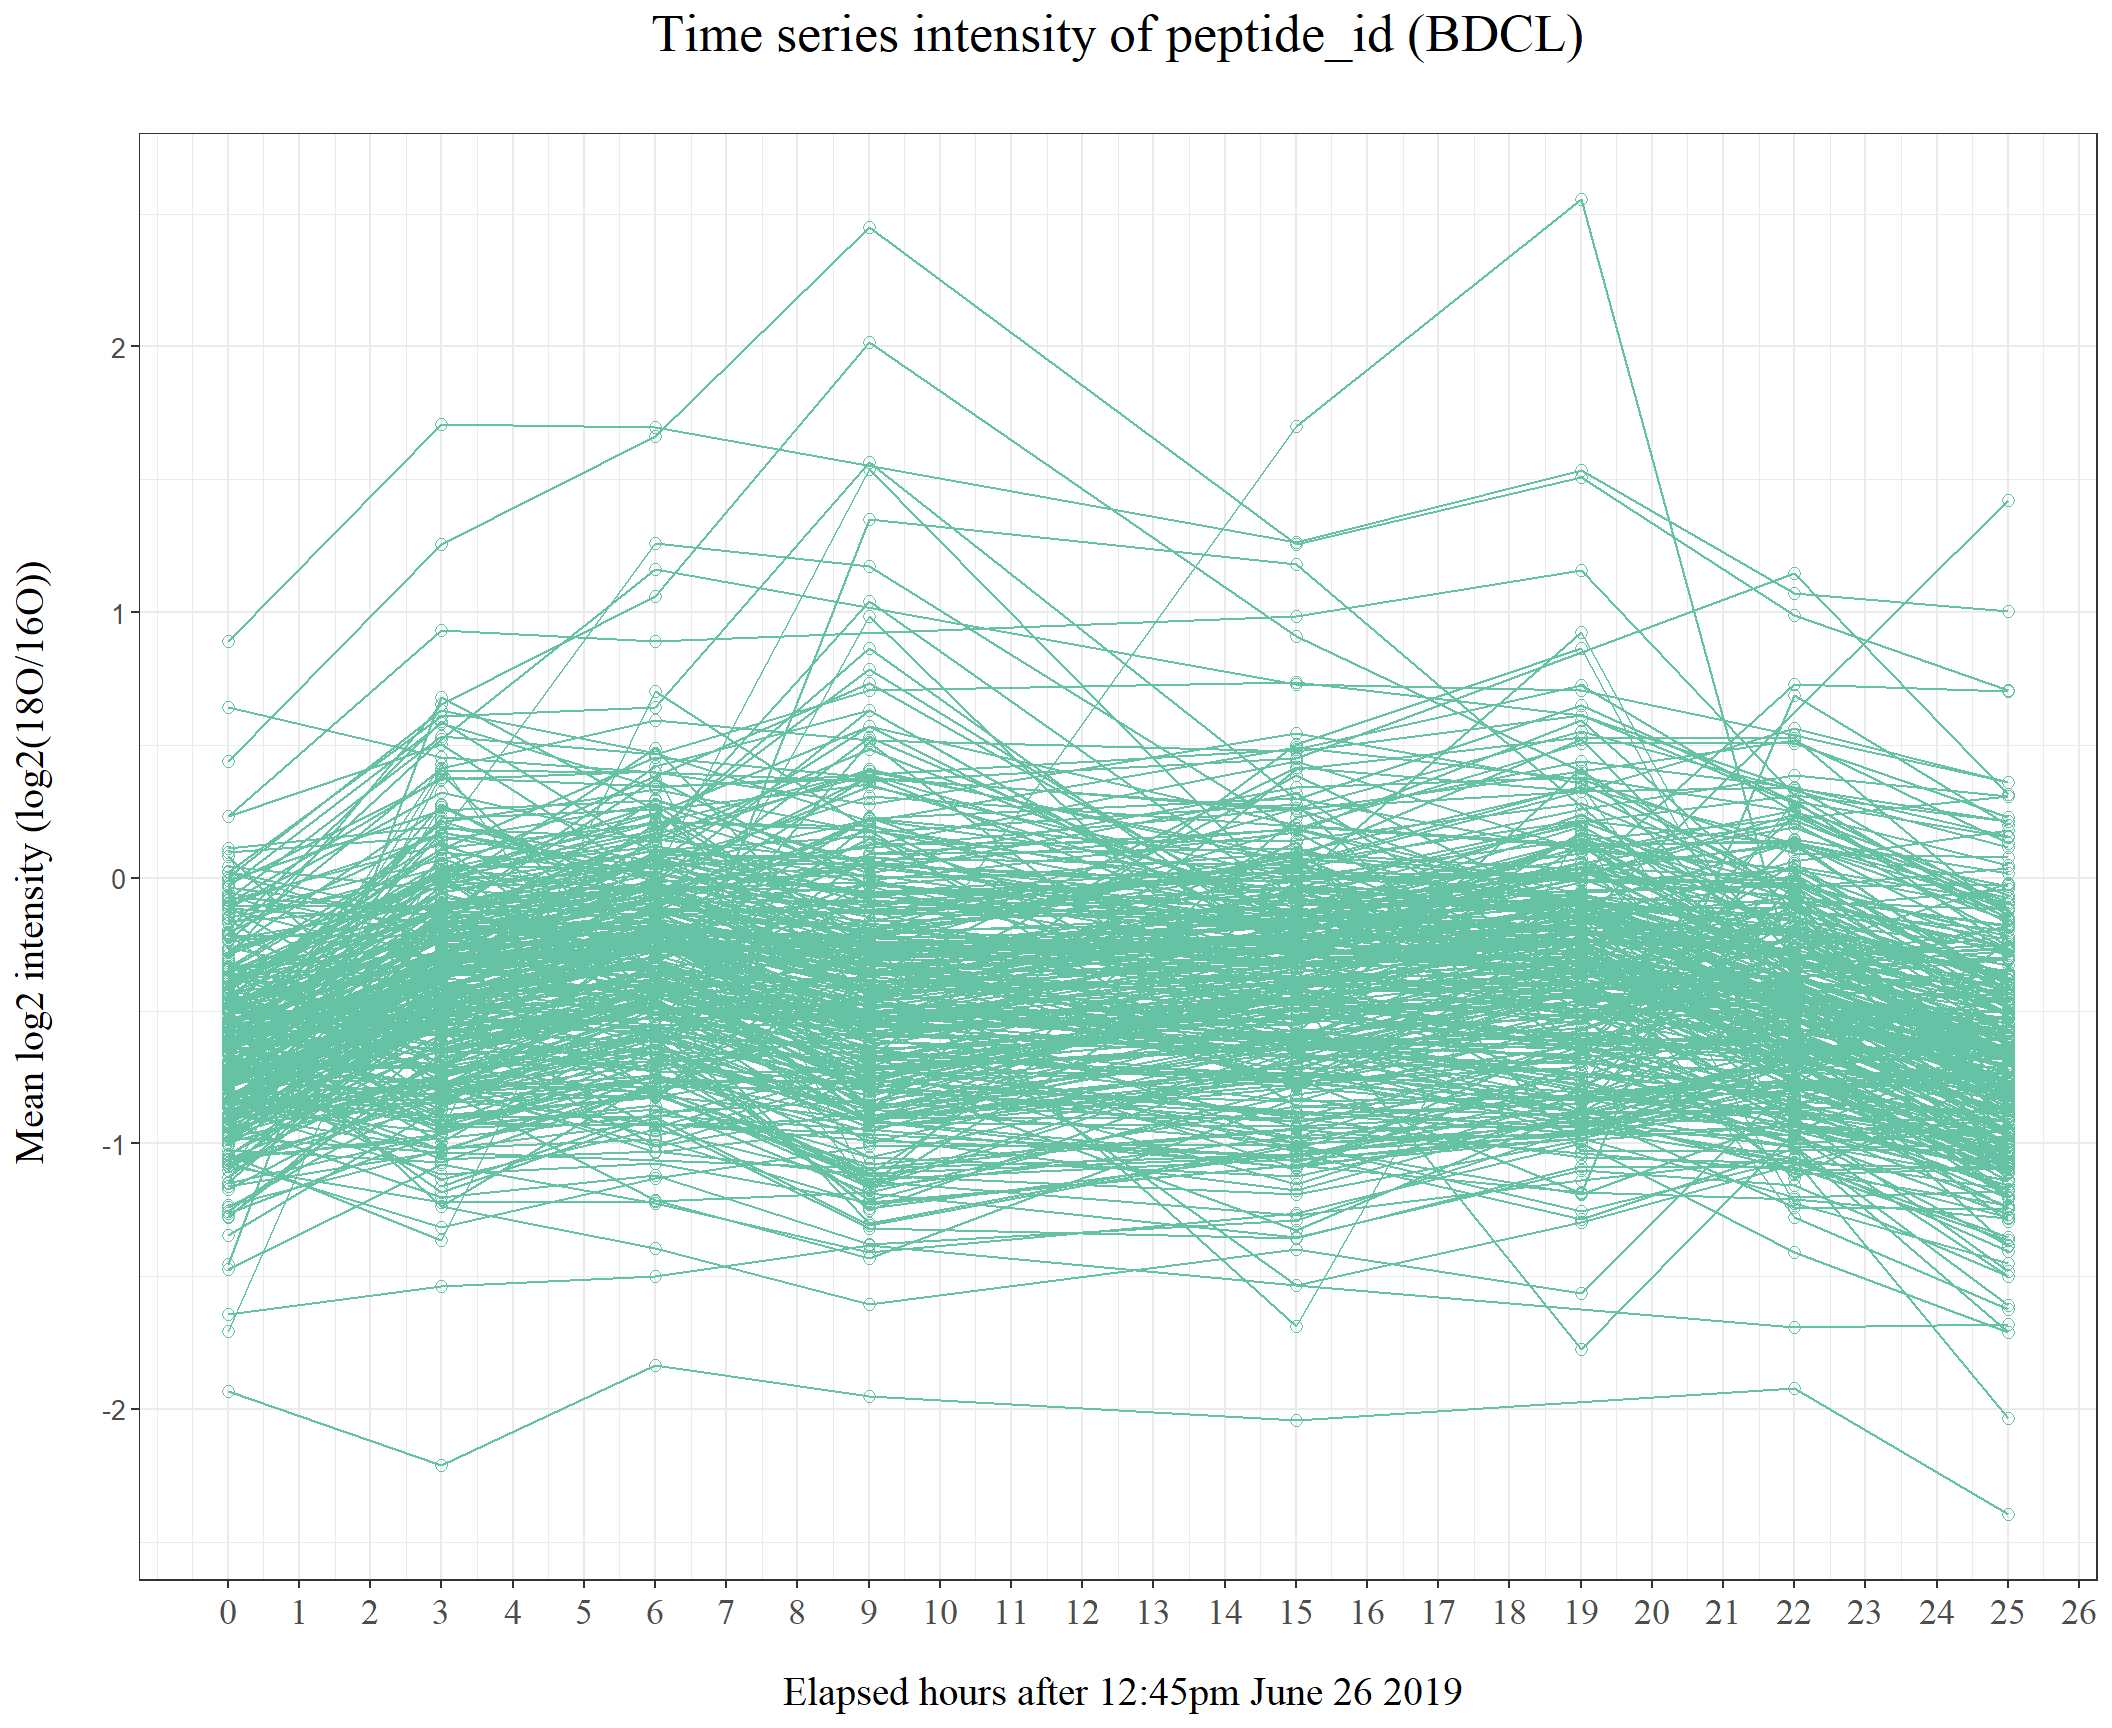 Time series intensity of peptide_id (BDCL)
Mean log2 intensity (log2(18O/16O))
2
1
0
-1
-2
0 1 2 3 4 5 6 7 8 9 10 11 12 13 14 15 16 17 18 19 20 21 22 23 24 25 26
Elapsed hours after 12:45pm June 26 2019